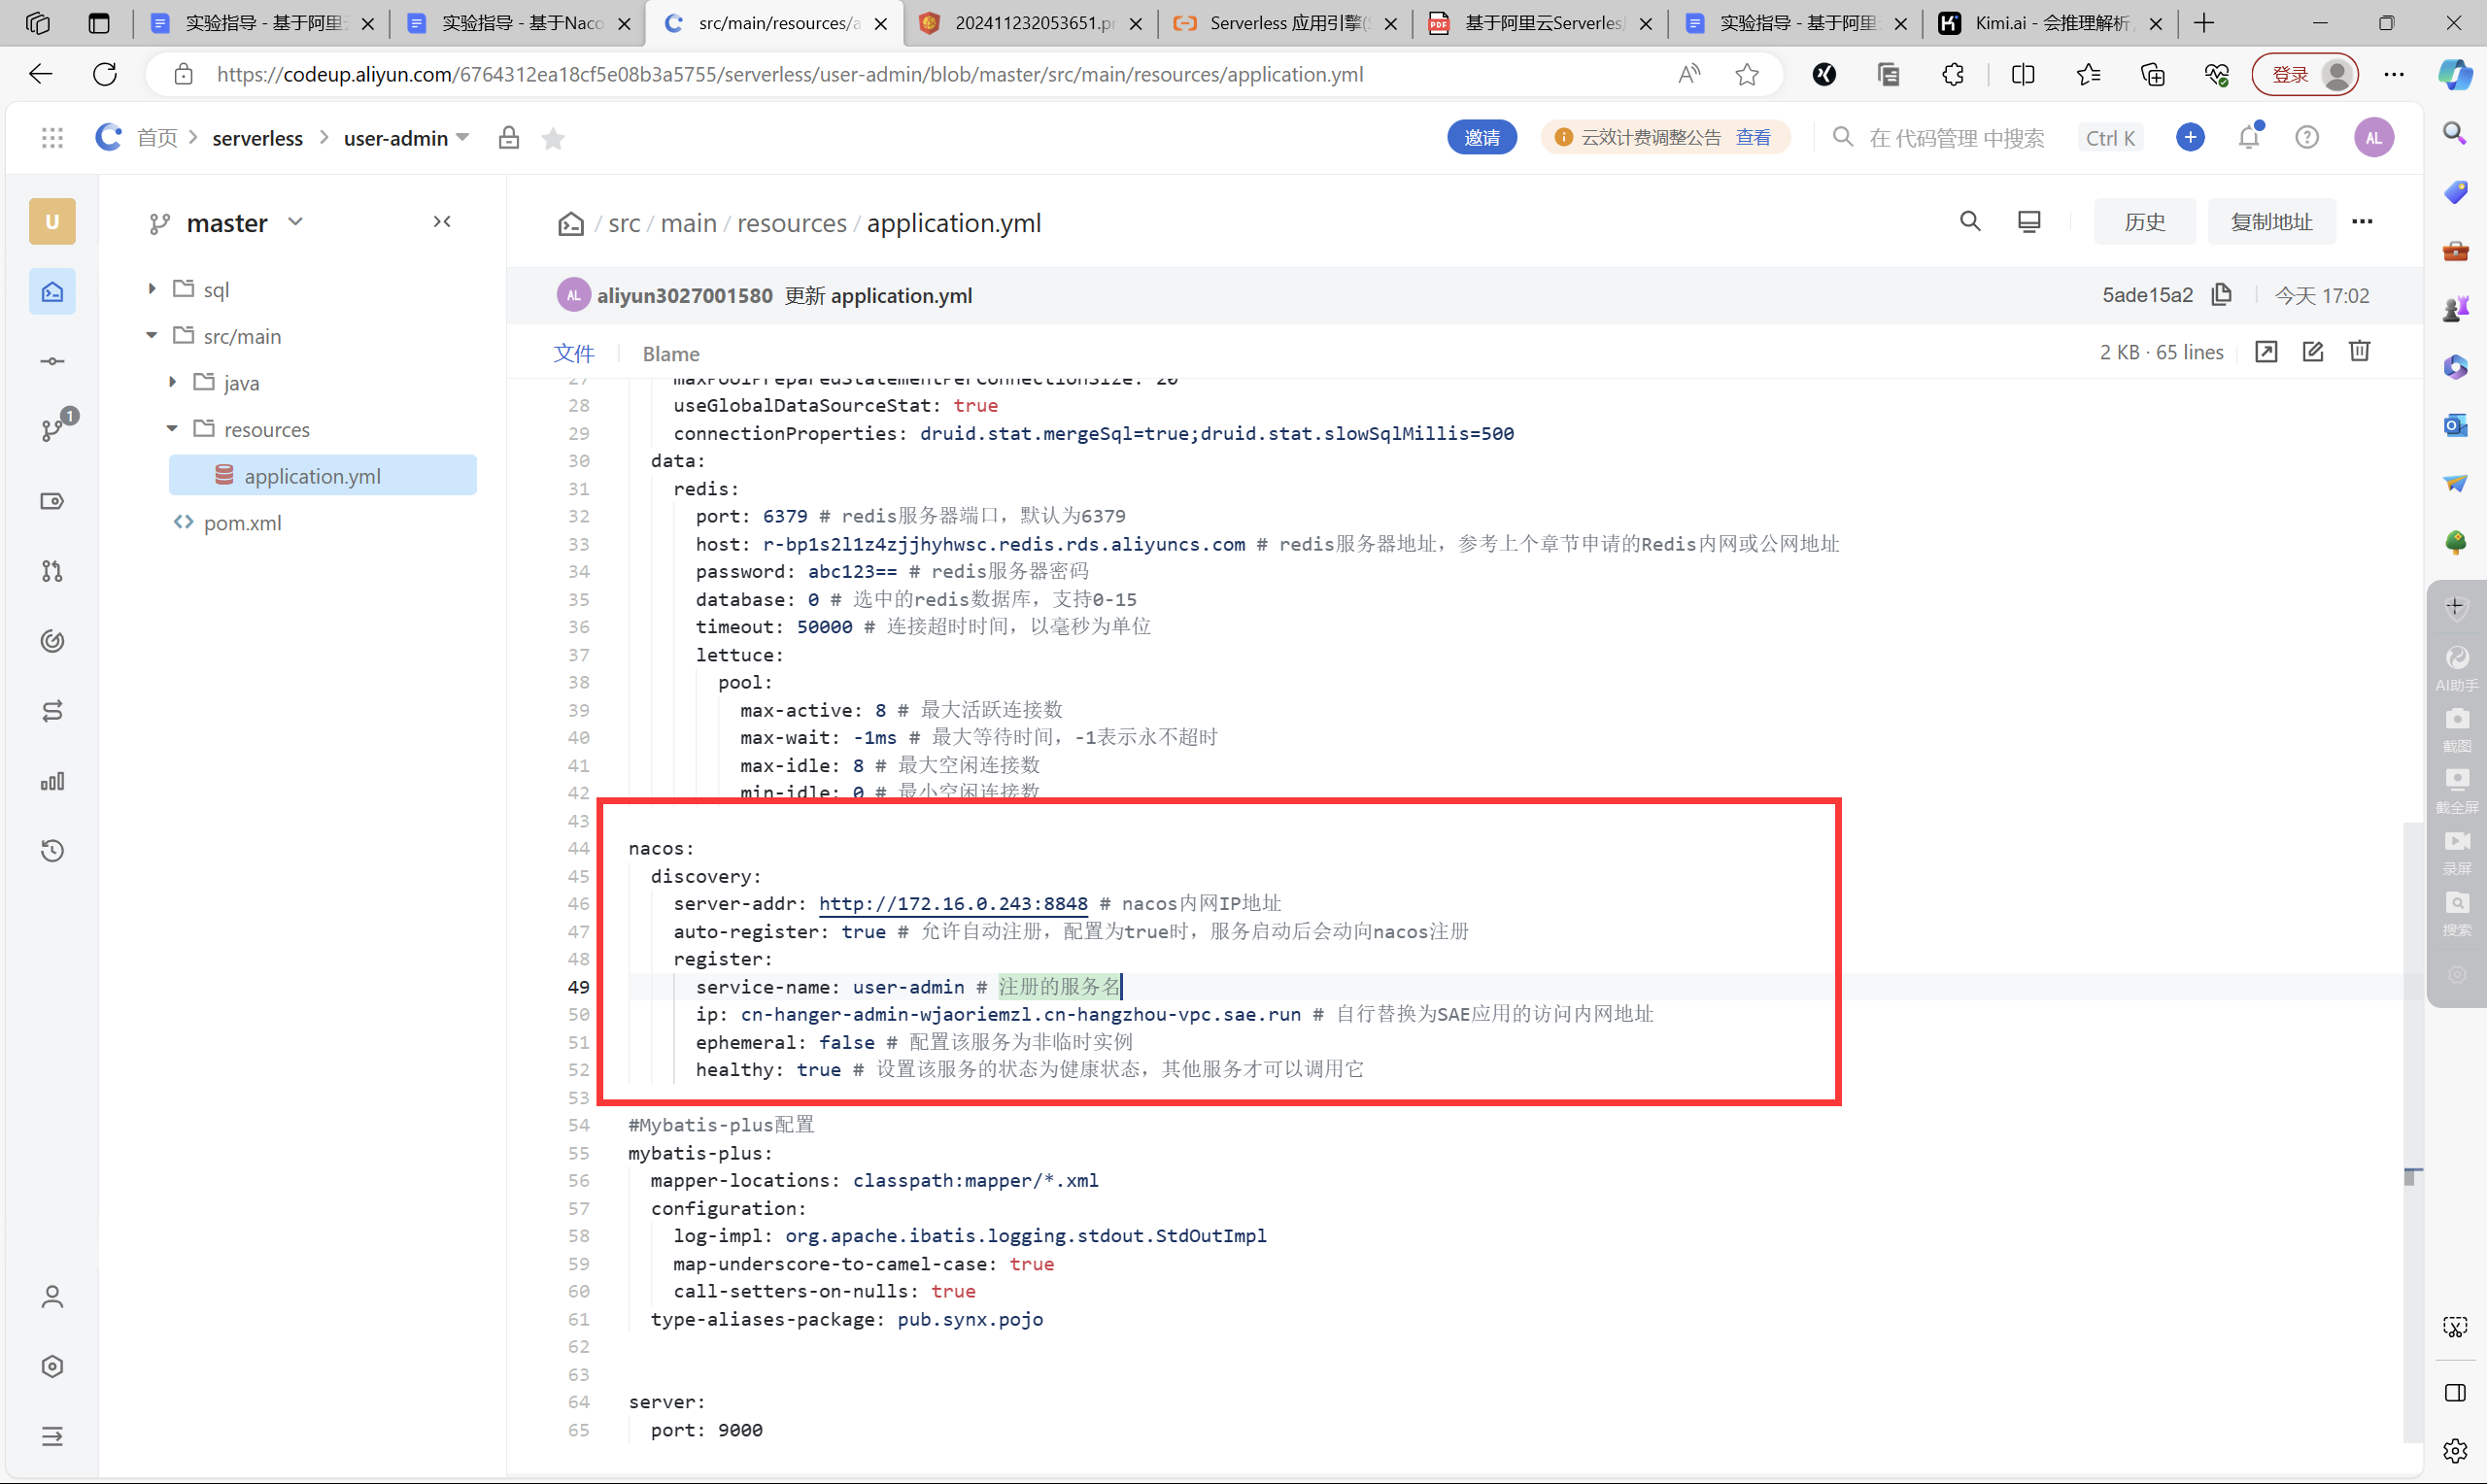 实验指导 - 基于阿里云
实验指导 - 基于Naco
src/main/resources/a
202411232053651.pr
Serverless 应用引擎(S
基于阿里云Serverles
实验指导 - 基于阿里云
Kimi.ai - 会推理解析,
https://codeup.aliyun.com/6764312ea18cf5e08b3a5755/serverless/user-admin/blob/master/src/main/resources/application.yml
登录
首页 > serverless > user-admin
邀请
云效计费调整公告 查看
在 代码管理 中搜索
Ctrl K
AL
U
master
/ src / main / resources / application.yml
历史
复制地址
sql
AL aliyun3027001580 更新 application.yml
5ade15a2
今天 17:02
src/main
文件
Blame
2 KB · 65 lines
java
1
resources
application.yml
pom.xml
27 maxPoolPreparedStatementPerConnectionSize: 20
28 useGlobalDataSourceStat: true
29 connectionProperties: druid.stat.mergeSql=true;druid.stat.slowSqlMillis=500
30 data:
31 redis:
32 port: 6379 # redis服务器端口，默认为6379
33 host: r-bp1s2l1z4zjjhyhwsc.redis.rds.aliyuncs.com # redis服务器地址，参考上个章节申请的Redis内网或公网地址
34 password: abc123== # redis服务器密码
35 database: 0 # 选中的redis数据库，支持0-15
36 timeout: 50000 # 连接超时时间，以毫秒为单位
37 lettuce:
38 pool:
39 max-active: 8 # 最大活跃连接数
40 max-wait: -1ms # 最大等待时间，-1表示永不超时
41 max-idle: 8 # 最大空闲连接数
42 min-idle: 0 # 最小空闲连接数
43
44 nacos:
45 discovery:
46 server-addr: http://172.16.0.243:8848 # nacos内网IP地址
47 auto-register: true # 允许自动注册，配置为true时，服务启动后会动向nacos注册
48 register:
49 service-name: user-admin # 注册的服务名
50 ip: cn-hanger-admin-wjaoriemzl.cn-hangzhou-vpc.sae.run # 自行替换为SAE应用的访问内网地址
51 ephemeral: false # 配置该服务为非临时实例
52 healthy: true # 设置该服务的状态为健康状态，其他服务才可以调用它
53
54 #Mybatis-plus配置
55 mybatis-plus:
56 mapper-locations: classpath:mapper/*.xml
57 configuration:
58 log-impl: org.apache.ibatis.logging.stdout.StdOutImpl
59 map-underscore-to-camel-case: true
60 call-setters-on-nulls: true
61 type-aliases-package: pub.synx.pojo
62
63
64 server:
65 port: 9000
AI助手
截图
截全屏
录屏
搜索